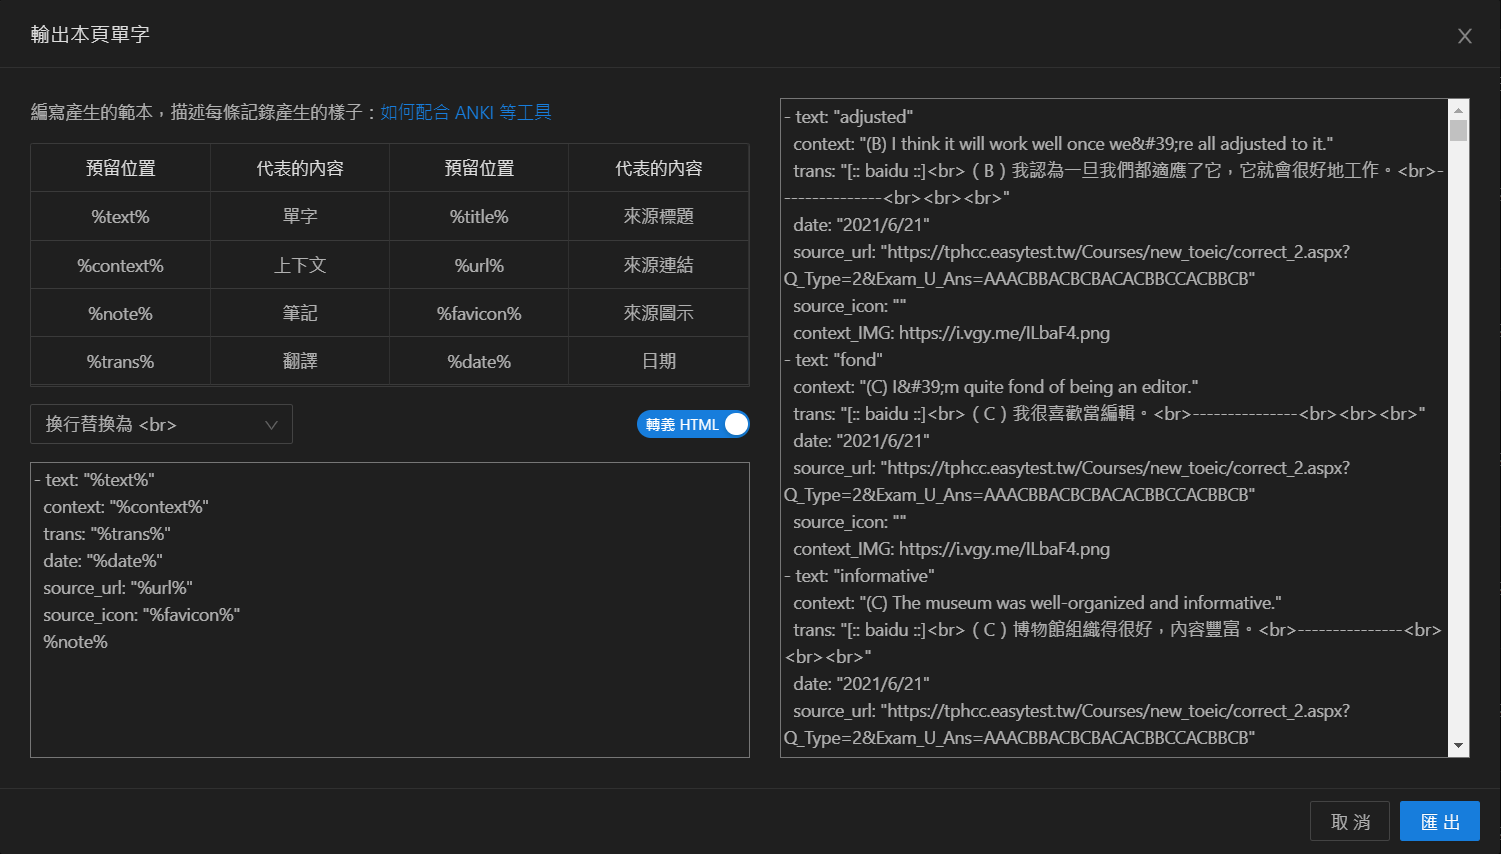 輸出本頁單字
編寫產生的範本，描述每條記錄產生的樣子：如何配合 ANKI 等工具
預留位置 代表的內容 預留位置 代表的內容
%text% 單字 %title% 來源標題
%context% 上下文 %url% 來源連結
%note% 筆記 %favicon% 來源圖示
%trans% 翻譯 %date% 日期
換行替換為 <br>
轉義 HTML
- text: "%text%"
context: "%context%"
trans: "%trans%"
date: "%date%"
source_url: "%url%"
source_icon: "%favicon%"
%note%
- text: "adjusted"
context: "(B) I think it will work well once we&#39;re all adjusted to it."
trans: "[:: baidu ::]<br>（B）我認為一旦我們都適應了它，它就會很好地工作。<br>-
--------------<br><br><br>"
date: "2021/6/21"
source_url: "https://tphcc.easytest.tw/Courses/new_toeic/correct_2.aspx?
Q_Type=2&Exam_U_Ans=AAACBBACBCBACACBBCCACBBCB"
source_icon: ""
context_IMG: https://i.vgy.me/lLbaF4.png
- text: "fond"
context: "(C) I&#39;m quite fond of being an editor."
trans: "[:: baidu ::]<br>（C）我很喜歡當編輯。<br>---------------<br><br><br>"
date: "2021/6/21"
source_url: "https://tphcc.easytest.tw/Courses/new_toeic/correct_2.aspx?
Q_Type=2&Exam_U_Ans=AAACBBACBCBACACBBCCACBBCB"
source_icon: ""
context_IMG: https://i.vgy.me/lLbaF4.png
- text: "informative"
context: "(C) The museum was well-organized and informative."
trans: "[:: baidu ::]<br>（C）博物館組織得很好，內容豐富。<br>---------------<br>
<br><br>"
date: "2021/6/21"
source_url: "https://tphcc.easytest.tw/Courses/new_toeic/correct_2.aspx?
Q_Type=2&Exam_U_Ans=AAACBBACBCBACACBBCCACBBCB"
取消 匯出